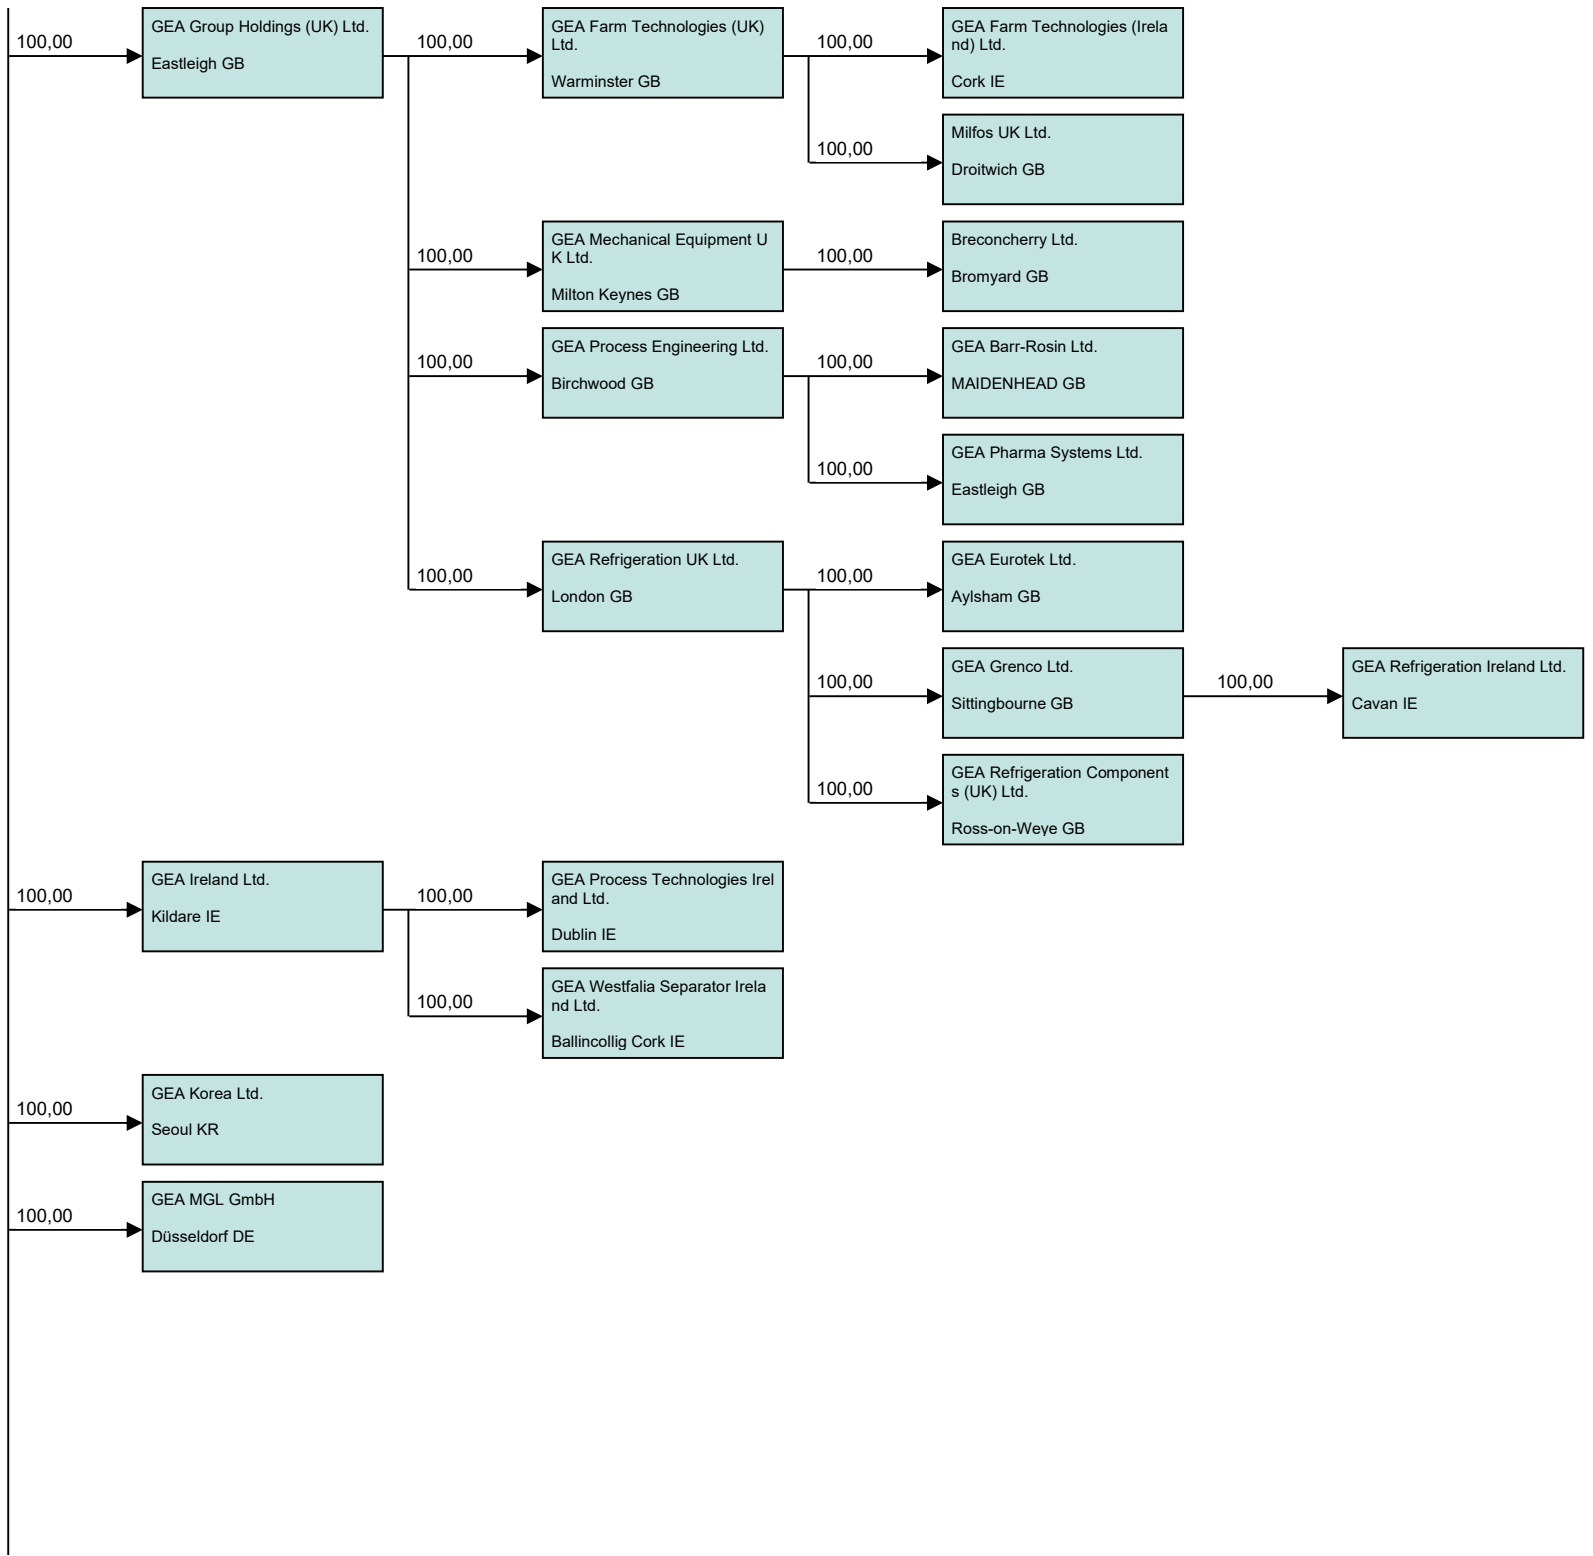 100,00
GEA Group Holdings (UK) Ltd.
Eastleigh GB
100,00
GEA Farm Technologies (UK)
Ltd.
Warminster GB
100,00
GEA Farm Technologies (Irela
nd) Ltd.
Cork IE
100,00
Milfos UK Ltd.
Droitwich GB
100,00
GEA Mechanical Equipment U
K Ltd.
Milton Keynes GB
100,00
Breconcherry Ltd.
Bromyard GB
100,00
GEA Process Engineering Ltd.
Birchwood GB
100,00
GEA Barr-Rosin Ltd.
MAIDENHEAD GB
100,00
GEA Pharma Systems Ltd.
Eastleigh GB
100,00
GEA Refrigeration UK Ltd.
London GB
100,00
GEA Eurotek Ltd.
Aylsham GB
100,00
GEA Grenco Ltd.
Sittingbourne GB
100,00
GEA Refrigeration Ireland Ltd.
Cavan IE
100,00
GEA Refrigeration Component
s (UK) Ltd.
Ross-on-Weye GB
100,00
GEA Ireland Ltd.
Kildare IE
100,00
GEA Process Technologies Irel
and Ltd.
Dublin IE
100,00
GEA Westfalia Separator Irela
nd Ltd.
Ballincollig Cork IE
100,00
GEA Korea Ltd.
Seoul KR
100,00
GEA MGL GmbH
Düsseldorf DE